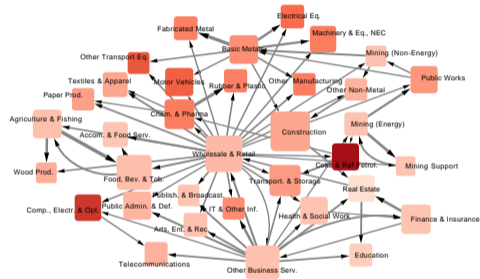 Electrical Eq.
Fabricated Metal
Machinery & Eq., NEC
Basic Metals
Mining (Non-Energy)
Other Transport Eq.
Textiles & Apparel
Motor Vehicles
Rubber & Plastic
Other Manufacturing
Public Works
Other Non-Metal
Paper Prod.
Chem. & Pharma
Agriculture & Fishing
Mining (Energy)
Accom. & Food Serv.
Construction
Wholesale & Retail
Coke & Ref. Petrol.
Mining Support
Wood Prod.
Food, Bev. & Tob.
Transport. & Storage
Real Estate
Publish. & Broadcast.
Comp., Electr. & Opt.
Public Admin. & Def.
IT & Other Inf.
Health & Social Work
Finance & Insurance
Arts, Ent. & Rec.
Telecommunications
Other Business Serv.
Education